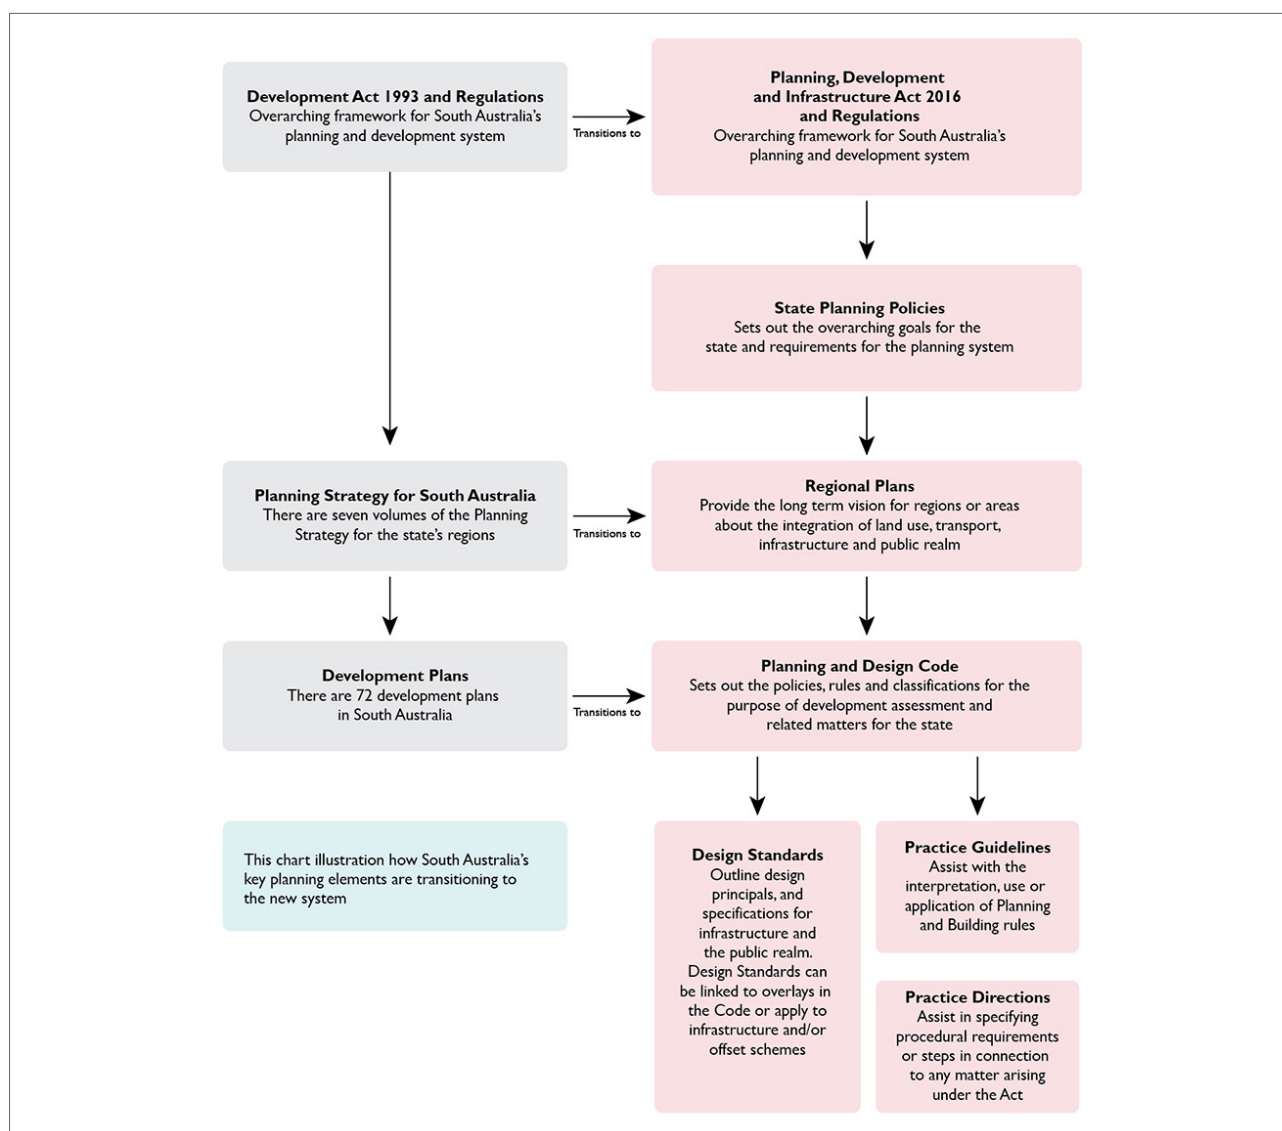 Development Act 1993 and Regulations
Overarching framework for South Australia's
planning and development system
Transitions to
Planning, Development
and Infrastructure Act 2016
and Regulations
Overarching framework for South Australia's
planning and development system
State Planning Policies
Sets out the overarching goals for the
state and requirements for the planning system
Planning Strategy for South Australia
There are seven volumes of the Planning
Strategy for the state's regions
Transitions to
Regional Plans
Provide the long term vision for regions or areas
about the integration of land use, transport,
infrastructure and public realm
Development Plans
There are 72 development plans
in South Australia
Transitions to
Planning and Design Code
Sets out the policies, rules and classifications for the
purpose of development assessment and
related matters for the state
This chart illustration how South Australia's
key planning elements are transitioning to
the new system
Design Standards
Outline design
principals, and
specifications for
infrastructure and
the public realm.
Design Standards can
be linked to overlays in
the Code or apply to
infrastructure and/or
offset schemes
Practice Guidelines
Assist with the
interpretation, use or
application of Planning
and Building rules
Practice Directions
Assist in specifying
procedural requirements
or steps in connection
to any matter arising
under the Act